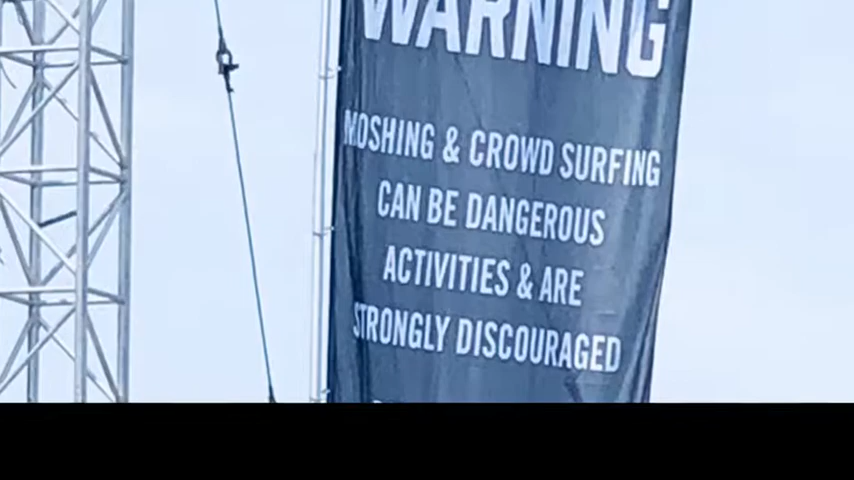 WARNING
MOSHING & CROWD SURFING
CAN BE DANGEROUS
ACTIVITIES & ARE
STRONGLY DISCOURAGED